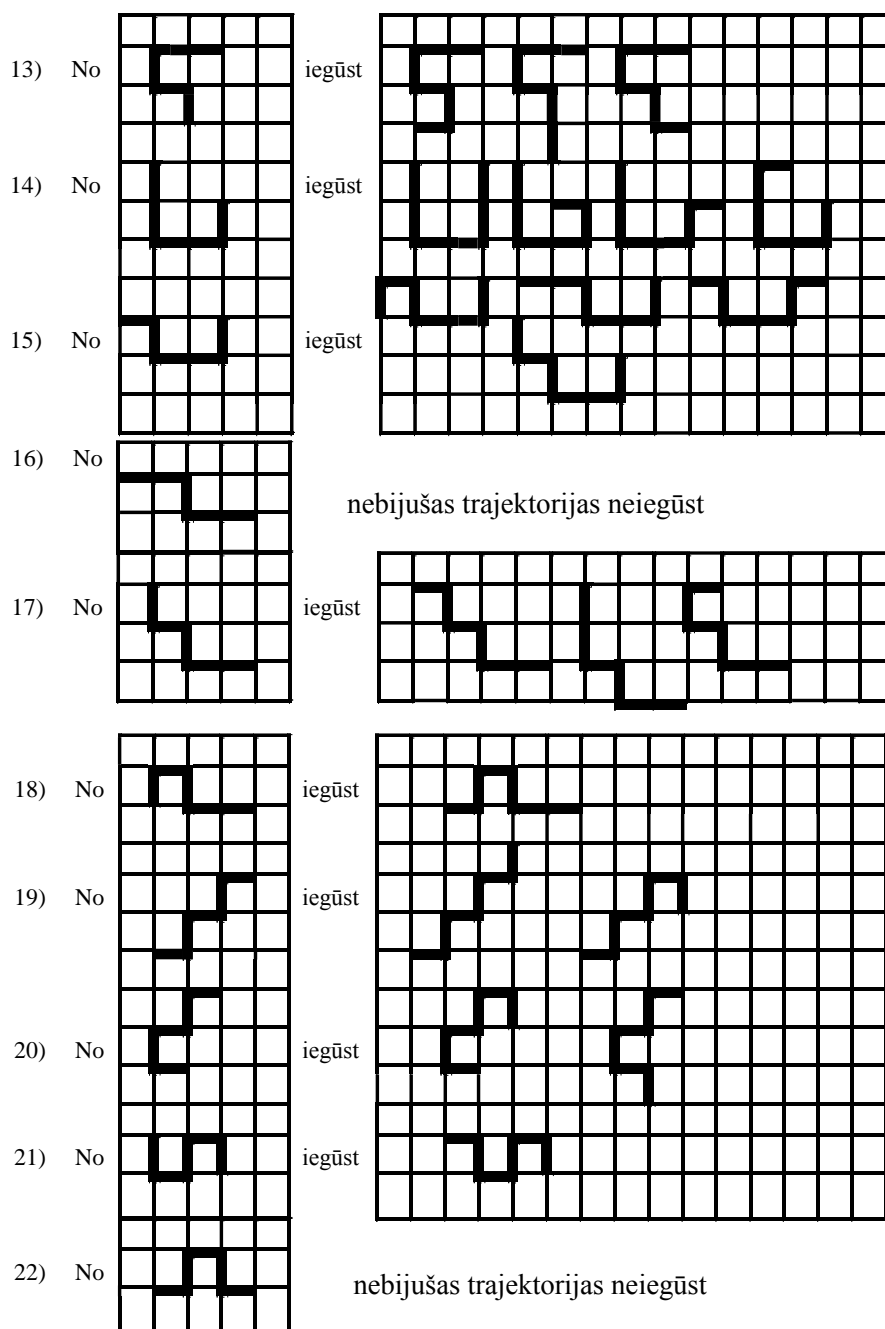 13) No iegūst
14) No iegūst
15) No iegūst
16) No
nebijušas trajektorijas neiegūst
17) No iegūst
18) No iegūst
19) No iegūst
20) No iegūst
21) No iegūst
22) No nebijušas trajektorijas neiegūst